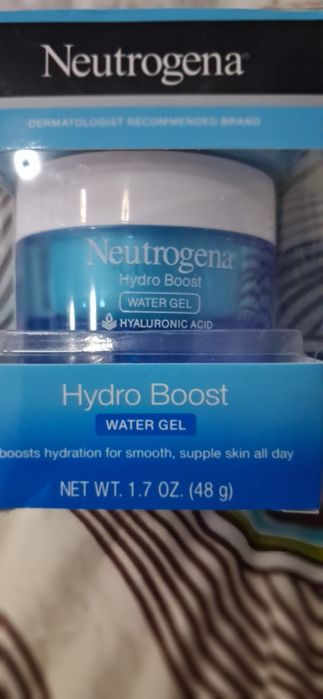 Neutrogena
DERMATOLOGIST RECOMMENDED BRAND
Neutrogena
Hydro Boost
WATER GEL
HYALURONIC ACID
Hydro Boost
WATER GEL
boosts hydration for smooth, supple skin all day
NET WT. 1.7 OZ. (48 g)